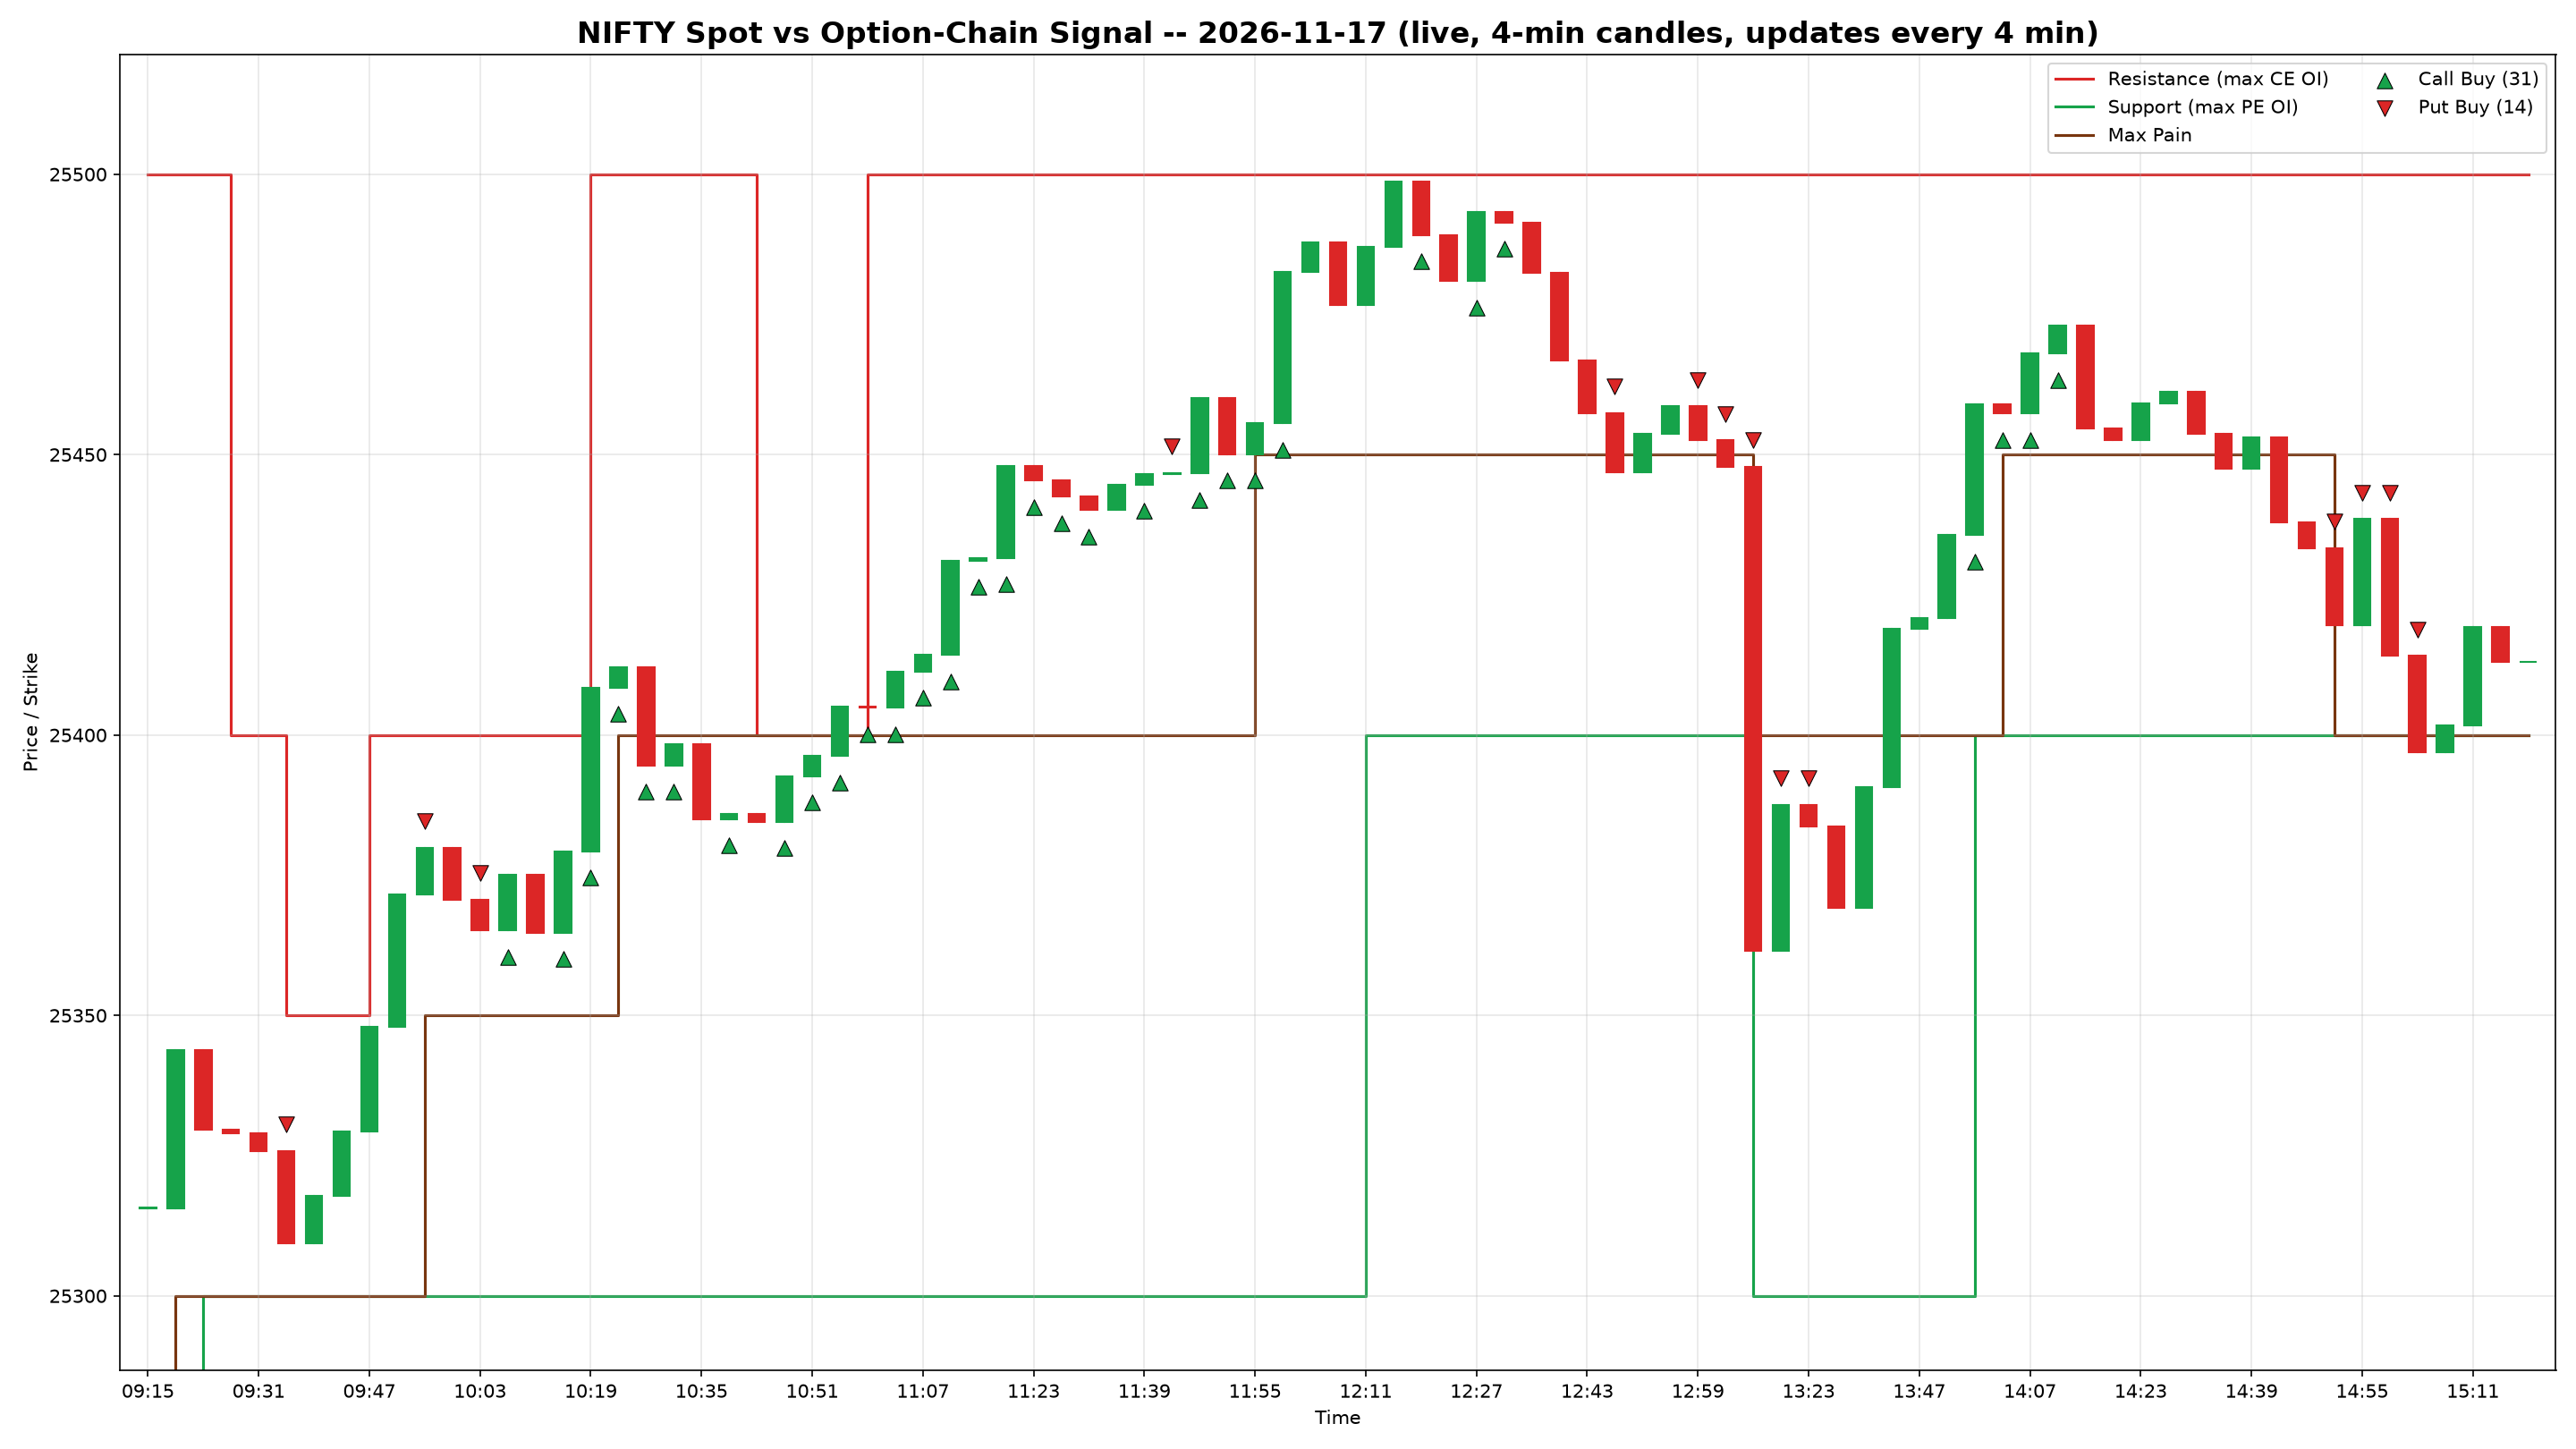 NIFTY Spot vs Option-Chain Signal -- 2026-11-17 (live, 4-min candles, updates every 4 min)
Resistance (max CE OI)
Support (max PE OI)
Max Pain
Call Buy (31)
Put Buy (14)
Price / Strike
25500
25450
25400
25350
25300
09:15 09:31 09:47 10:03 10:19 10:35 10:51 11:07 11:23 11:39 11:55 12:11 12:27 12:43 12:59 13:23 13:47 14:07 14:23 14:39 14:55 15:11
Time